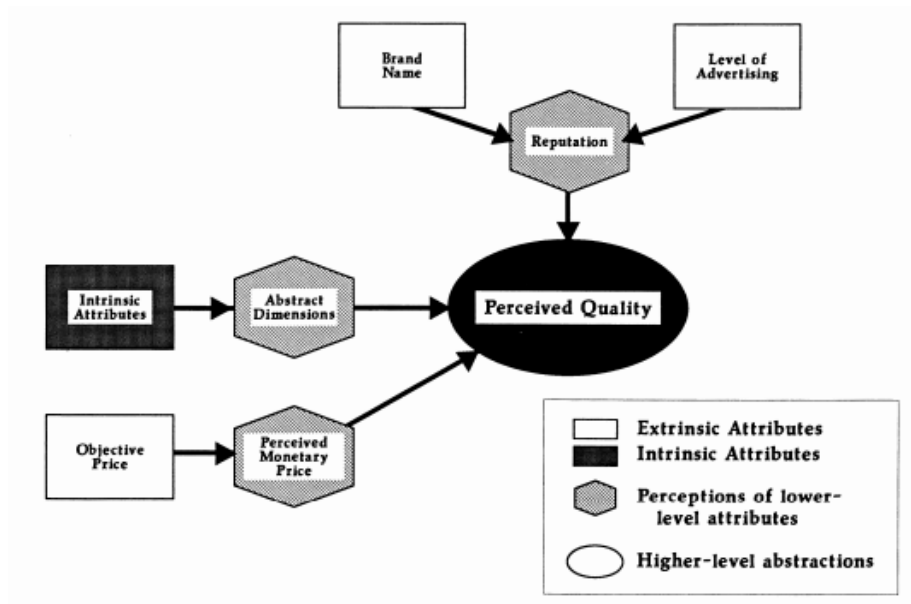 Brand
Name
Level of
Advertising
Reputation
Intrinsic
Attributes
Abstract
Dimensions
Perceived Quality
Objective
Price
Perceived
Monetary
Price
Extrinsic Attributes
Intrinsic Attributes
Perceptions of lower-
level attributes
Higher-level abstractions